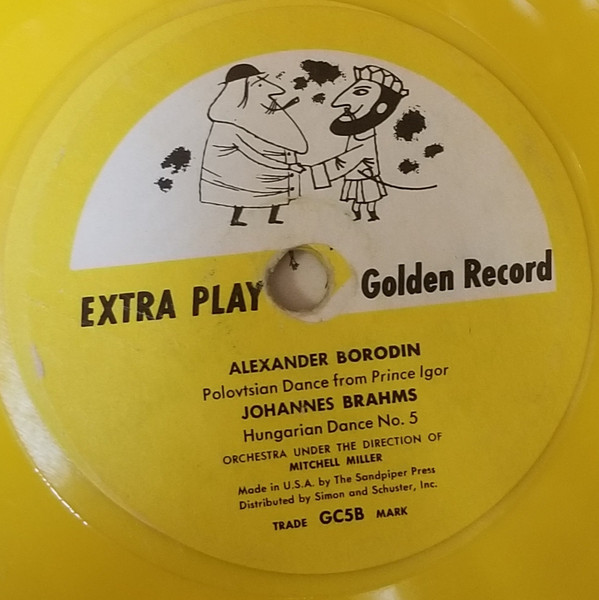 EXTRA PLAY Golden Record
ALEXANDER BORODIN
Polovtsian Dance from Prince Igor
JOHANNES BRAHMS
Hungarian Dance No. 5
ORCHESTRA UNDER THE DIRECTION OF
MITCHELL MILLER
Made in U.S.A. by The Sandpiper Press
Distributed by Simon and Schuster, Inc.
TRADE GC5B MARK